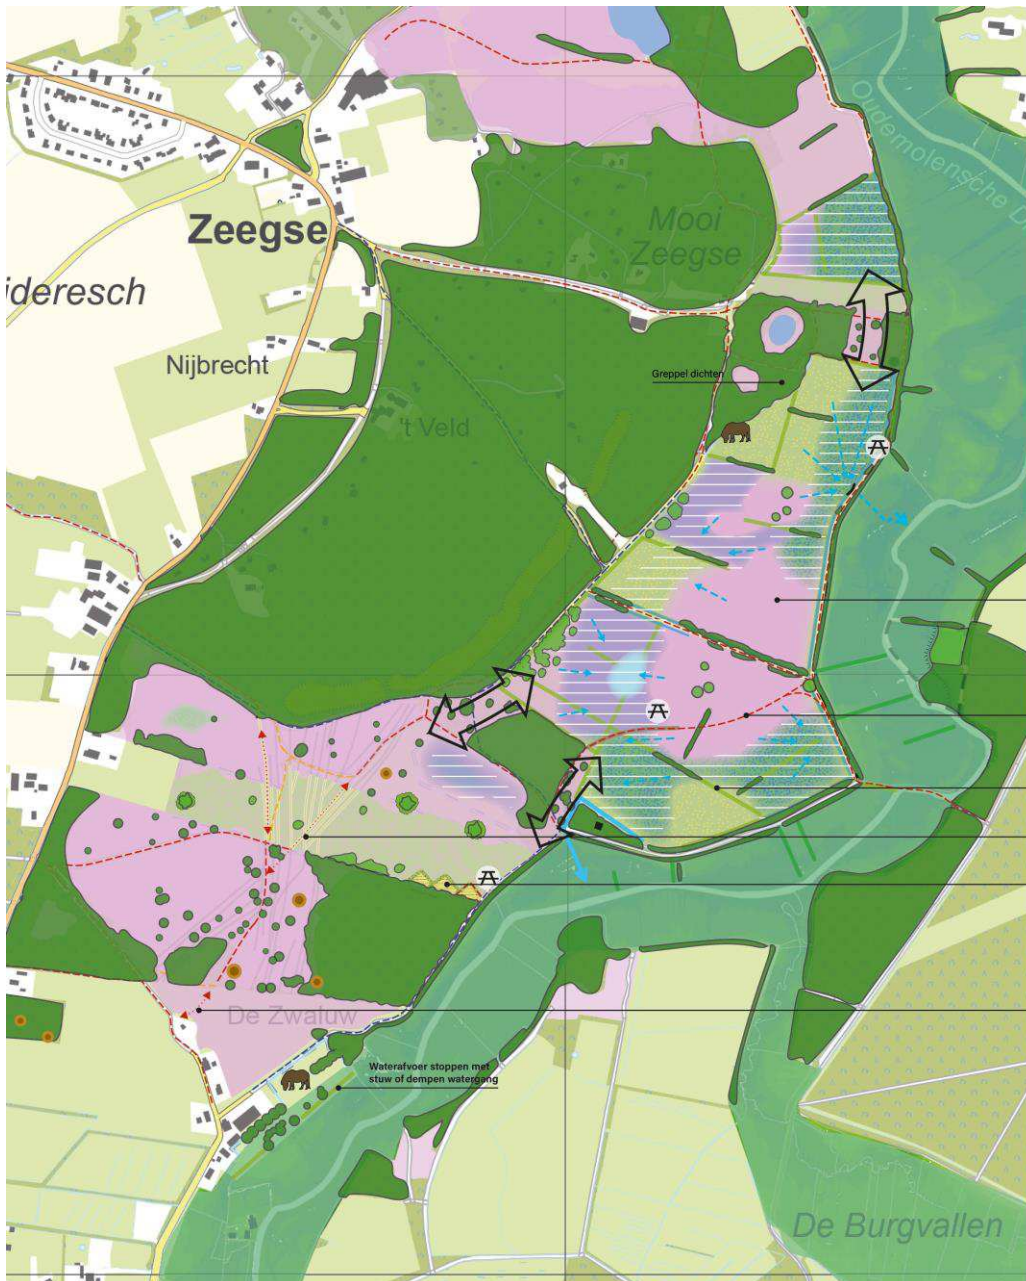 Oudemolensche D
Mooi
Zeegse
Zeegse
jderesch
Nijbrecht
Greppel dichten
't Veld
De Zwaluw
Waterafvoer stoppen met
stuw of dempen watergang
De Burgvallen